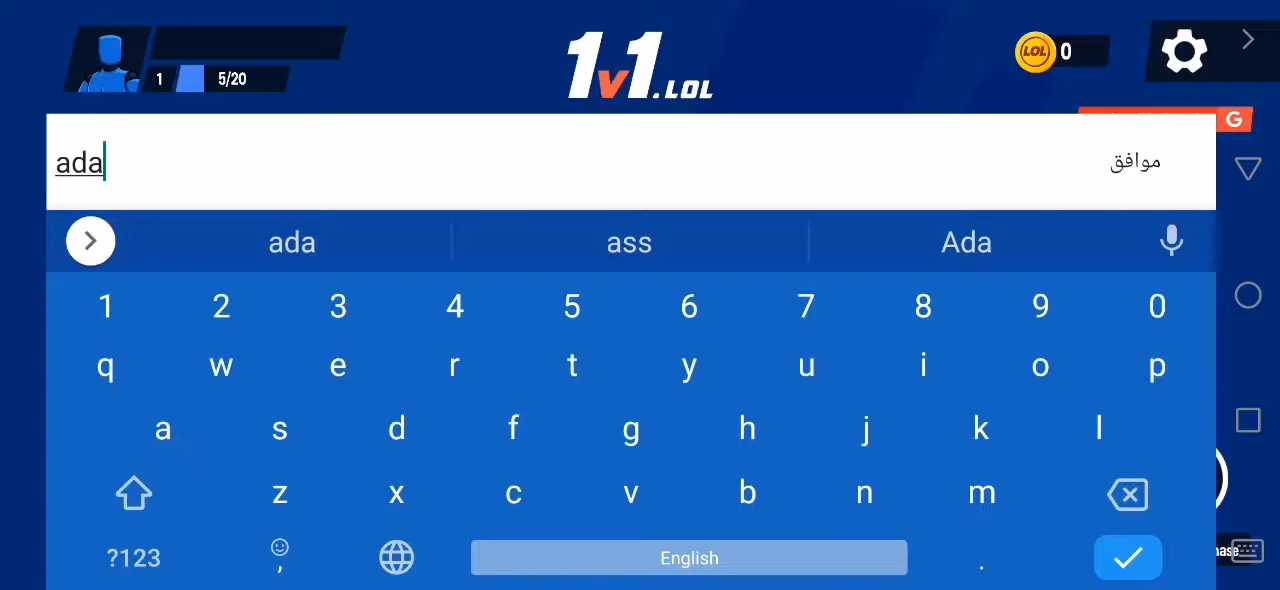 1 5/20
1v1.LOL
LOL 0
G
ada
موافق
ada ass Ada
1 2 3 4 5 6 7 8 9 0
q w e r t y u i o p
a s d f g h j k l
z x c v b n m
?123 , English .